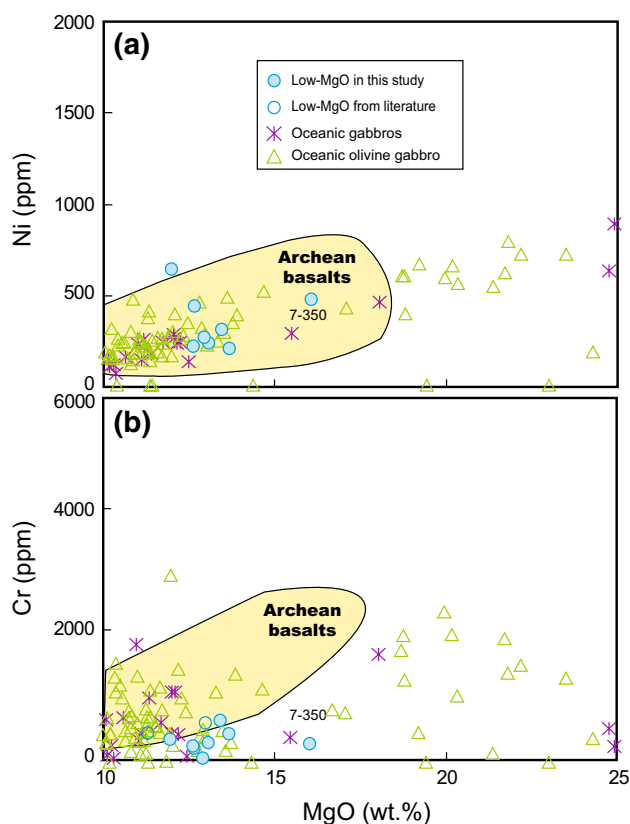 2000
(a)
Low-MgO in this study
Low-MgO from literature
Oceanic gabbros
Oceanic olivine gabbro
1500
Ni (ppm)
1000
Archean
basalts
500
7-350
0
6000
(b)
4000
Cr (ppm)
Archean
basalts
2000
7-350
0
10
15
20
25
MgO (wt.%)